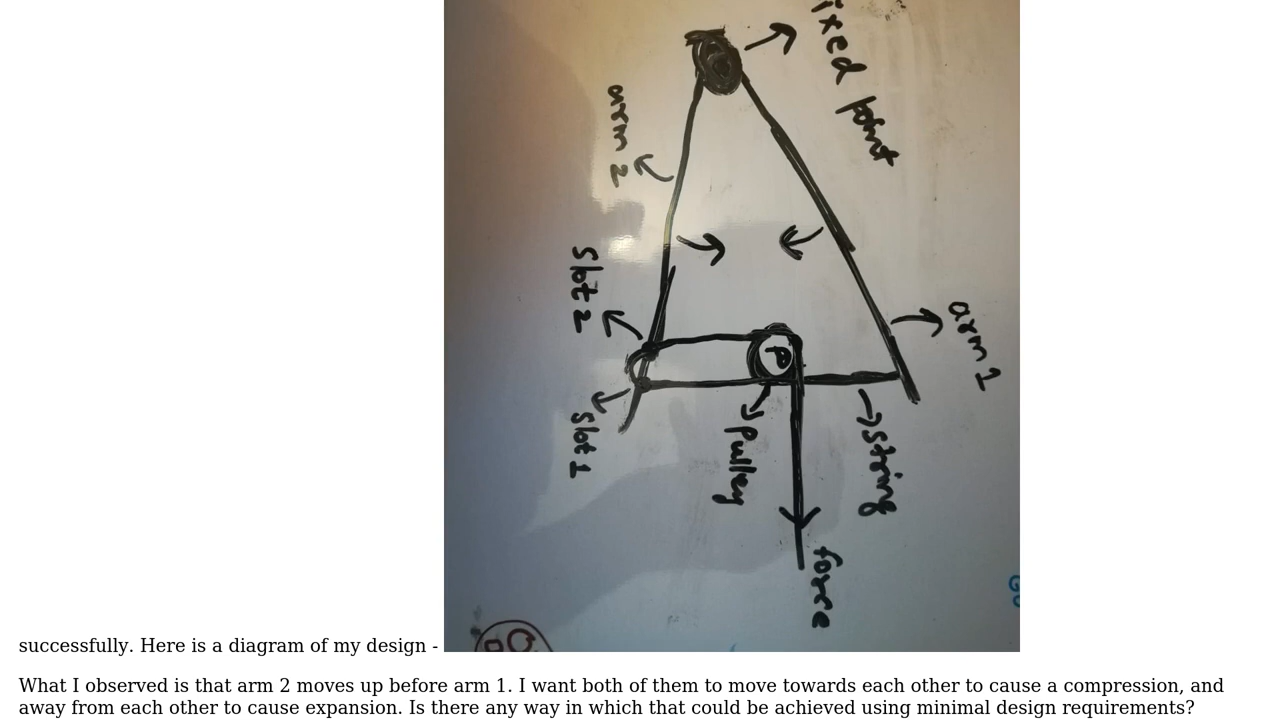 ixed point
arm 2
slot 2
arm 1
P
slot 1
Pulley
string
force
successfully. Here is a diagram of my design -
What I observed is that arm 2 moves up before arm 1. I want both of them to move towards each other to cause a compression, and
away from each other to cause expansion. Is there any way in which that could be achieved using minimal design requirements?